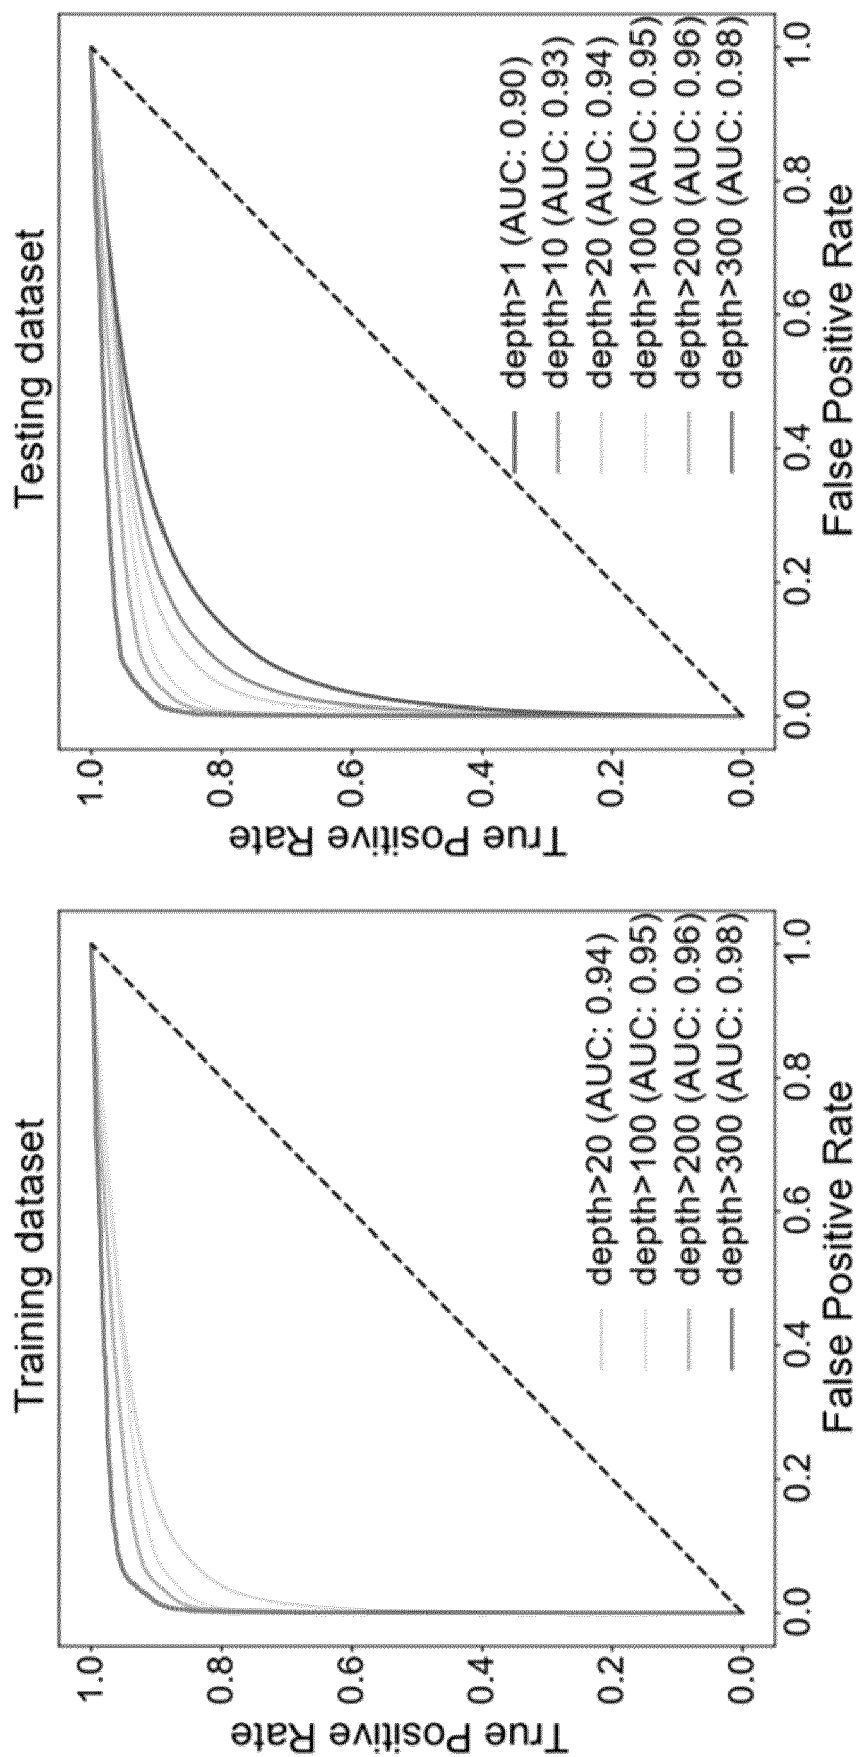 Training dataset
True Positive Rate
1.0
0.8
0.6
0.4
0.2
0.0
depth>20 (AUC: 0.94)
depth>100 (AUC: 0.95)
depth>200 (AUC: 0.96)
depth>300 (AUC: 0.98)
0.0 0.2 0.4 0.6 0.8 1.0
False Positive Rate
Testing dataset
True Positive Rate
1.0
0.8
0.6
0.4
0.2
0.0
depth>1 (AUC: 0.90)
depth>10 (AUC: 0.93)
depth>20 (AUC: 0.94)
depth>100 (AUC: 0.95)
depth>200 (AUC: 0.96)
depth>300 (AUC: 0.98)
0.0 0.2 0.4 0.6 0.8 1.0
False Positive Rate